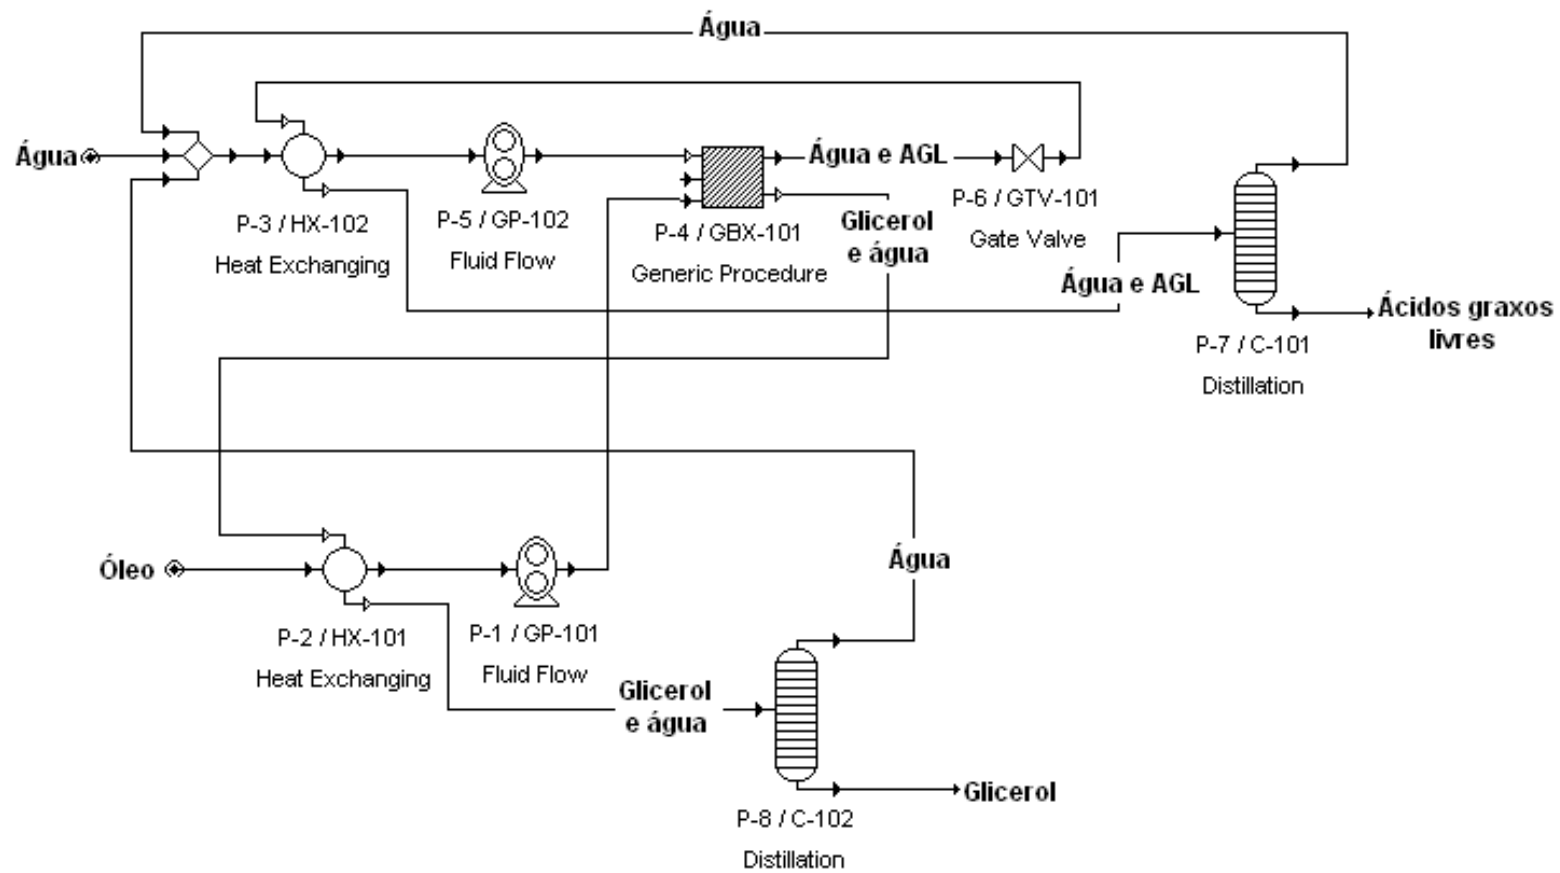 Água
Água
P-3 / HX-102
Heat Exchanging
P-5 / GP-102
Fluid Flow
P-4 / GBX-101
Generic Procedure
Água e AGL
Glicerol
e água
P-6 / GTV-101
Gate Valve
Água e AGL
P-7 / C-101
Distillation
Ácidos graxos
livres
Óleo
P-2 / HX-101
Heat Exchanging
P-1 / GP-101
Fluid Flow
Água
Glicerol
e água
Glicerol
P-8 / C-102
Distillation